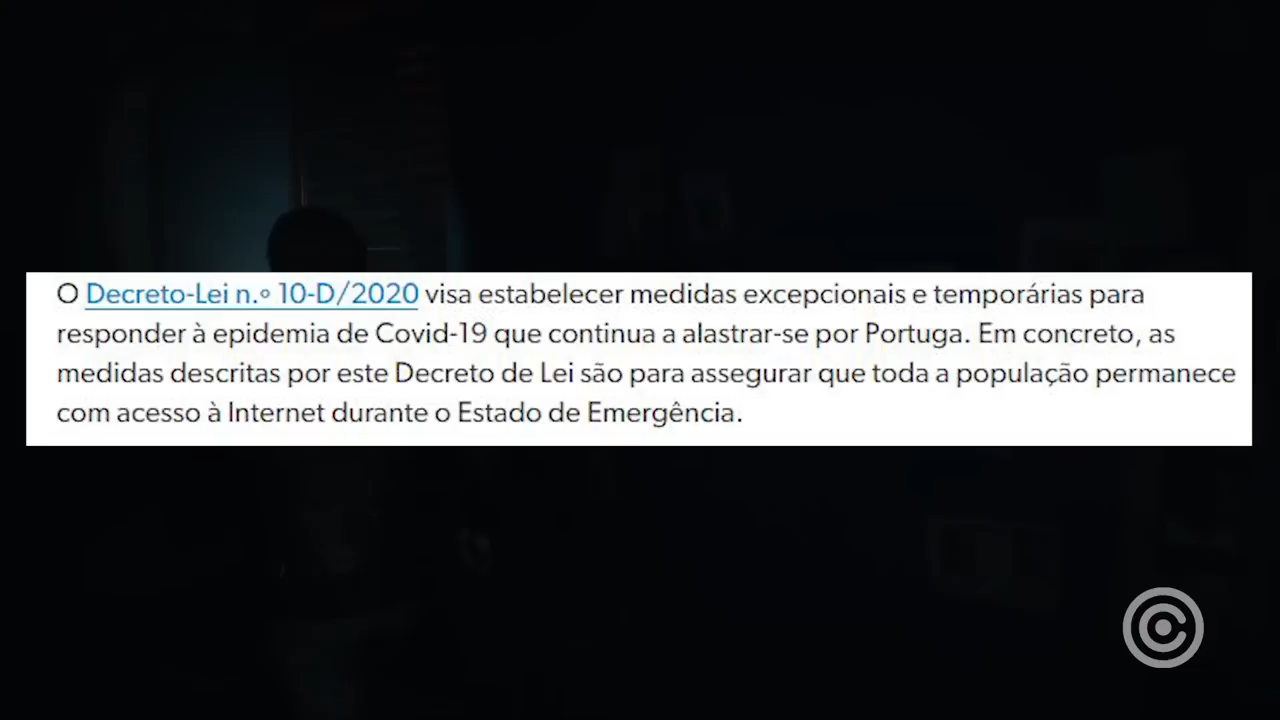 O Decreto-Lei n.º 10-D/2020 visa estabelecer medidas excepcionais e temporárias para
responder à epidemia de Covid-19 que continua a alastrar-se por Portuga. Em concreto, as
medidas descritas por este Decreto de Lei são para assegurar que toda a população permanece
com acesso à Internet durante o Estado de Emergência.